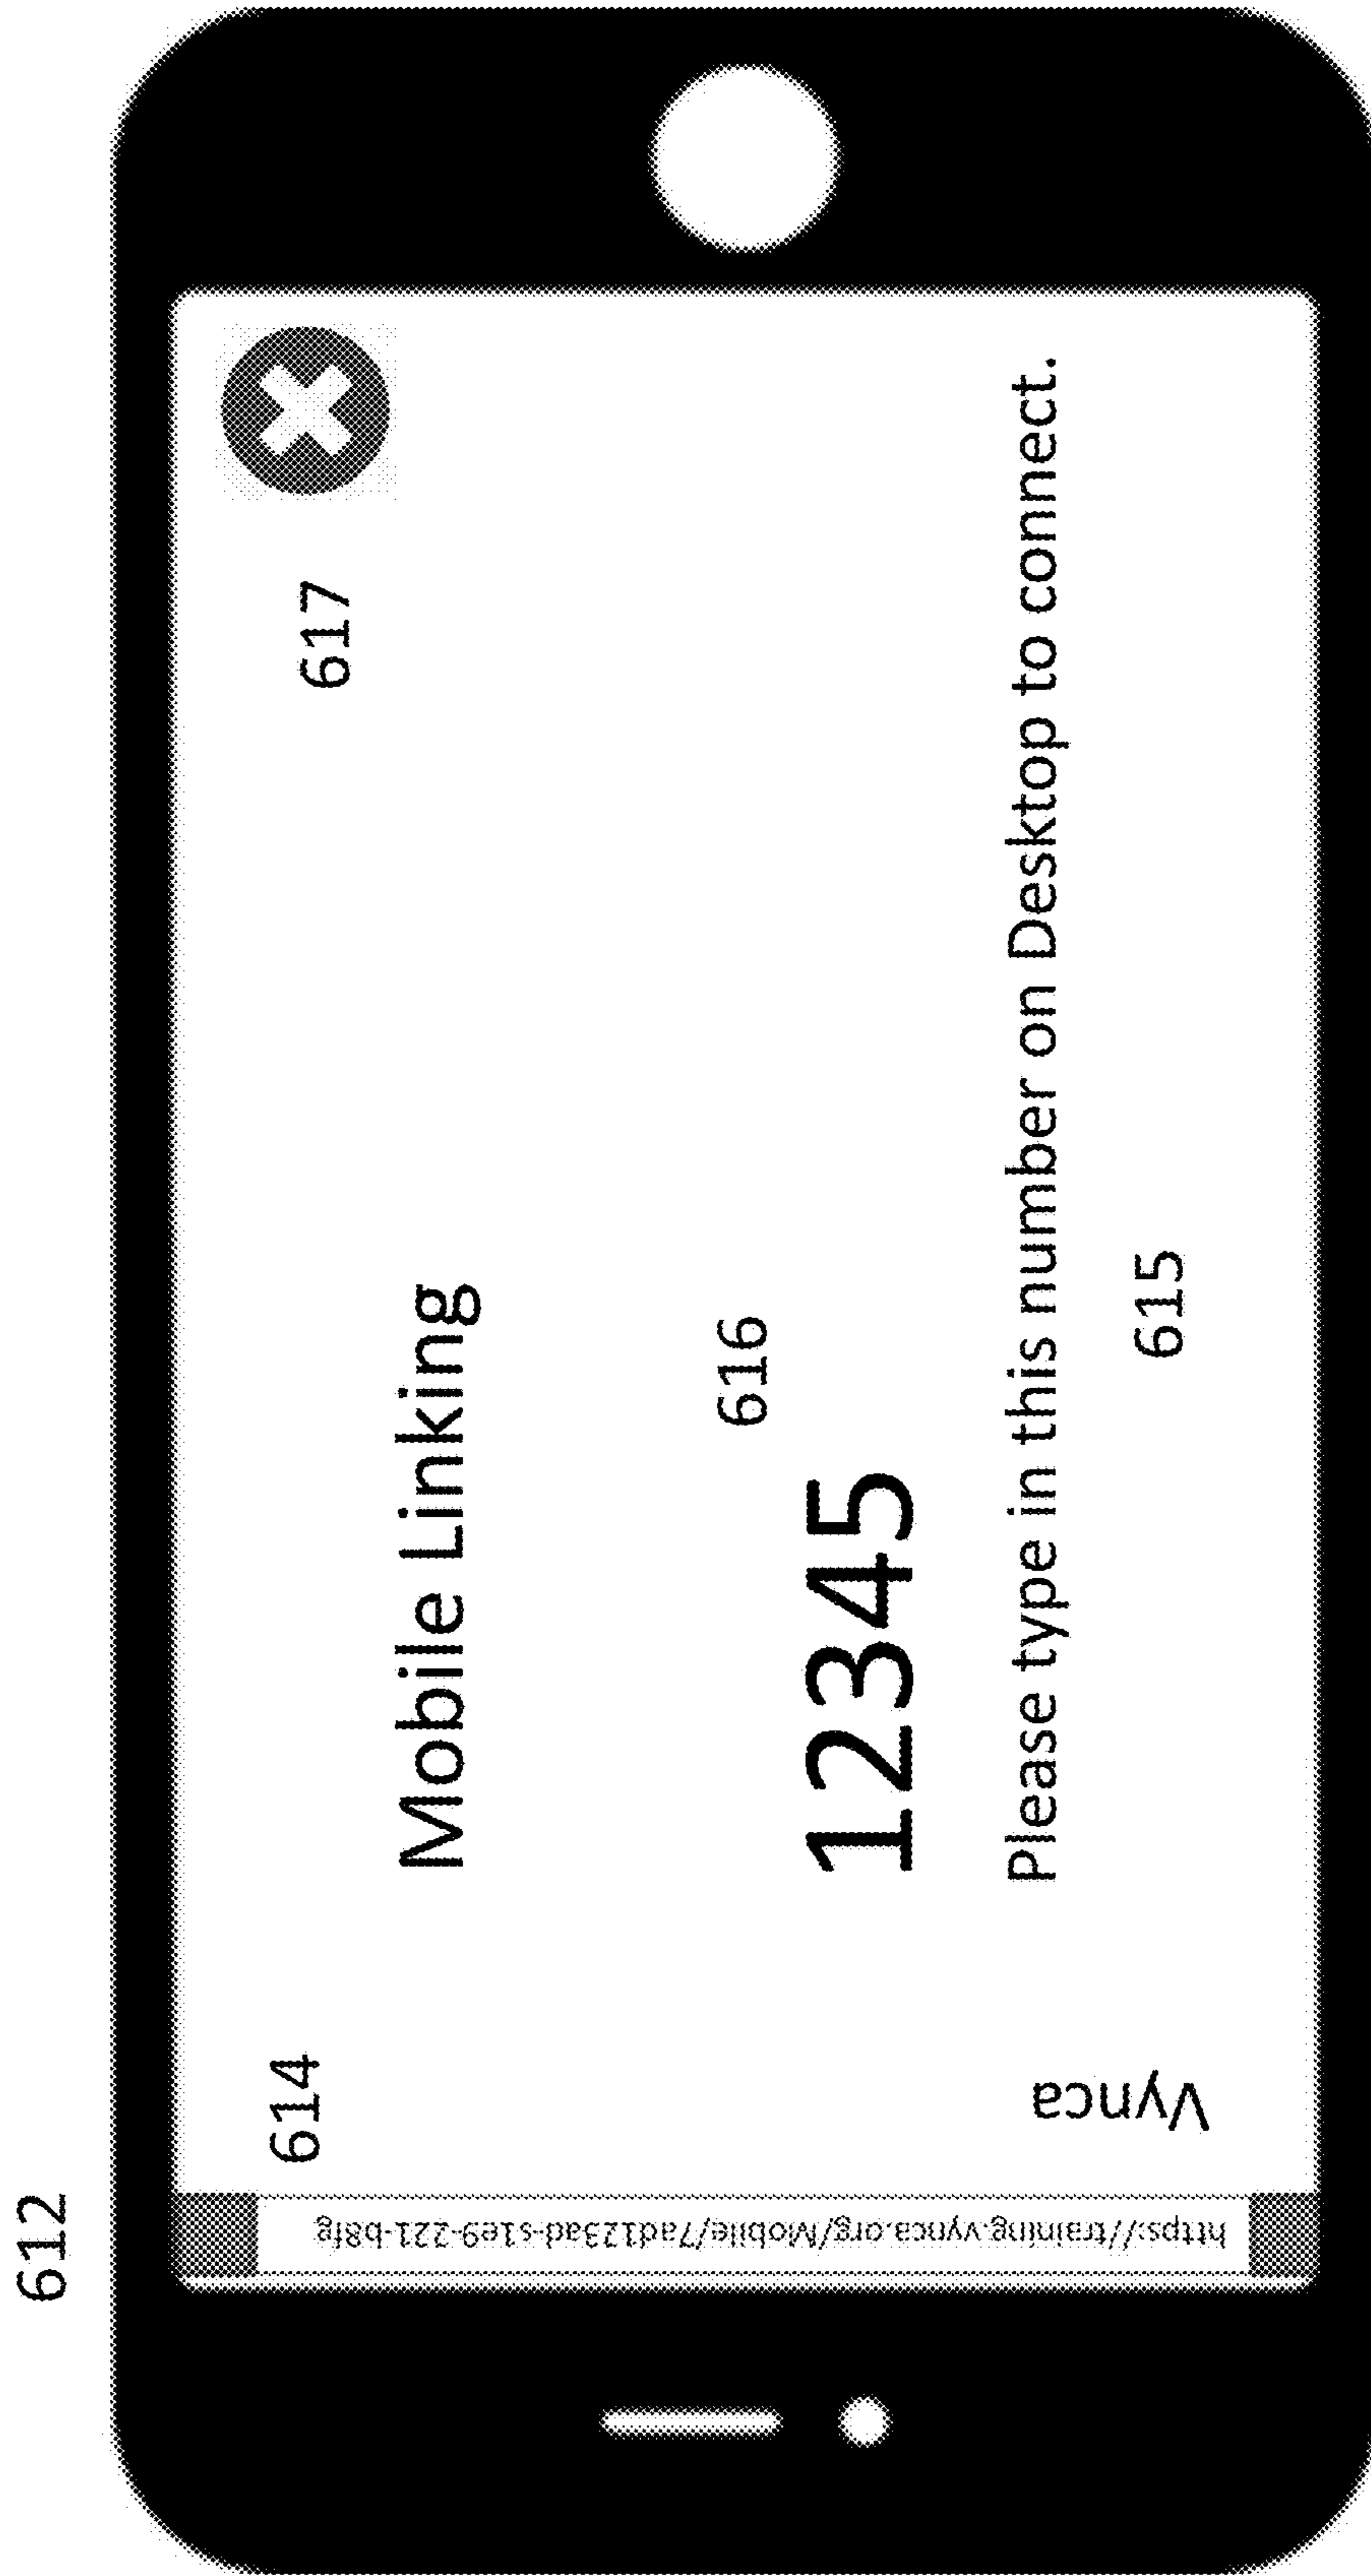 612
614
https://training.vynca.org/Mobile/7ad123ad-s1e9-221-b8fg
Vynca
617
Mobile Linking
616
12345
Please type in this number on Desktop to connect.
615